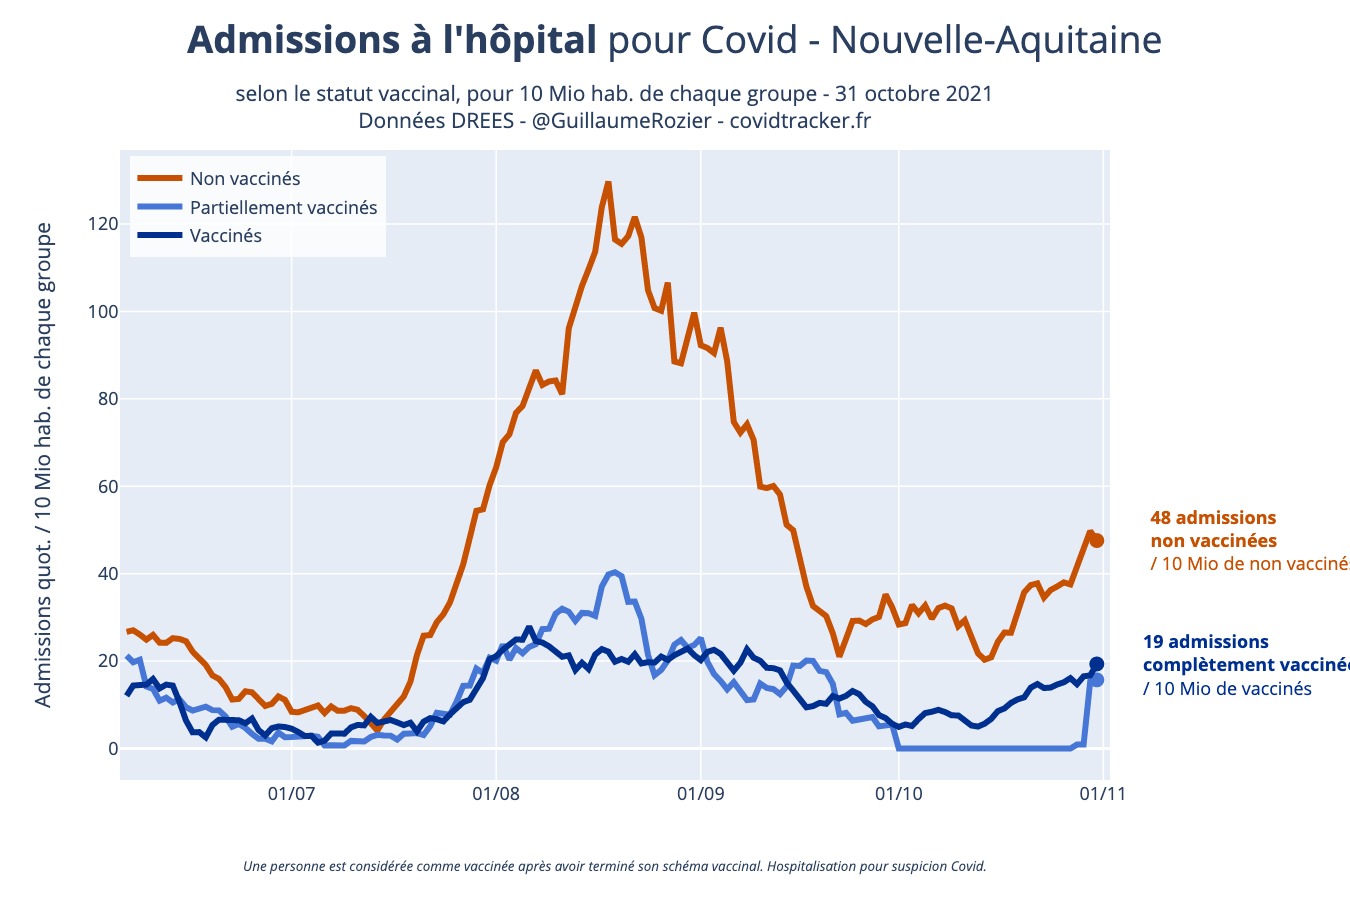 Admissions à l'hôpital pour Covid - Nouvelle-Aquitaine
selon le statut vaccinal, pour 10 Mio hab. de chaque groupe - 31 octobre 2021
Données DREES - @GuillaumeRozier - covidtracker.fr
Non vaccinés
Partiellement vaccinés
Vaccinés
Admissions quot. / 10 Mio hab. de chaque groupe
120
100
80
60
40
20
0
01/07
01/08
01/09
01/10
01/11
48 admissions
non vaccinées
/ 10 Mio de non vaccinés
19 admissions
complètement vacciné
/ 10 Mio de vaccinés
Une personne est considérée comme vaccinée après avoir terminé son schéma vaccinal. Hospitalisation pour suspicion Covid.